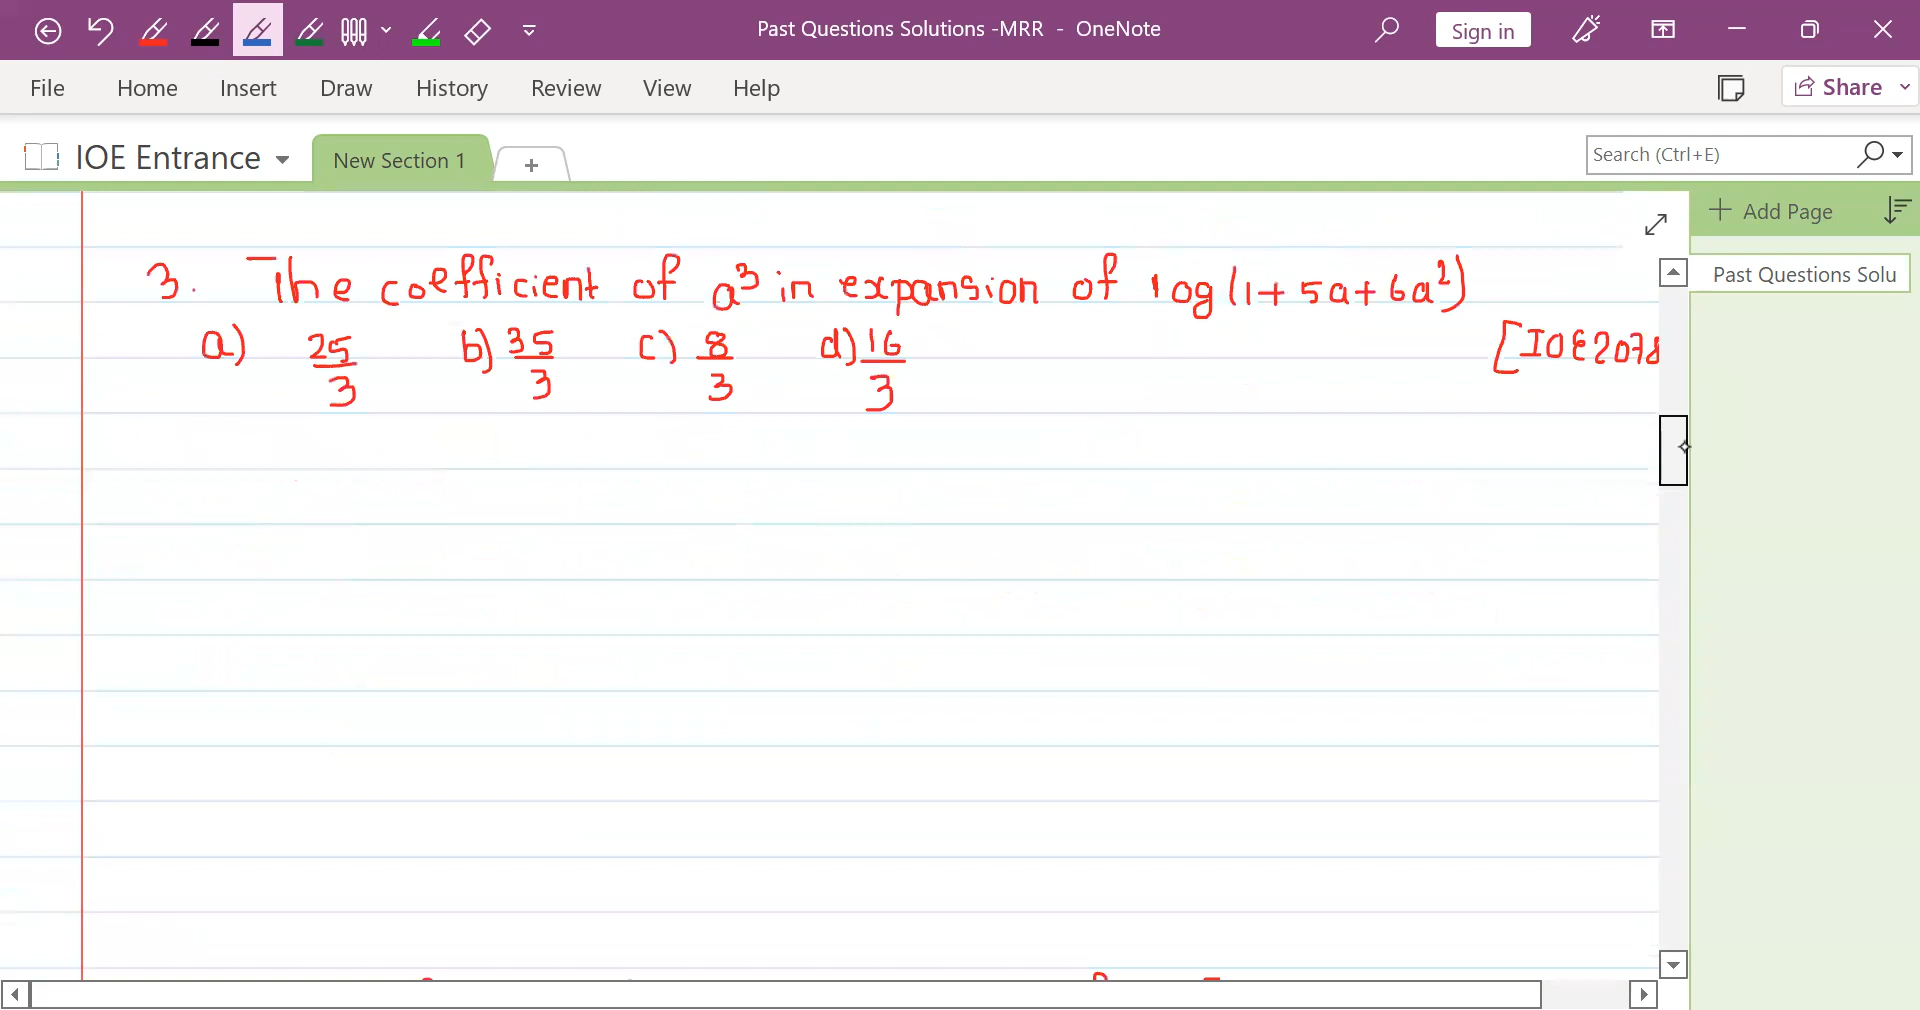 Past Questions Solutions -MRR - OneNote
Sign in
File Home Insert Draw History Review View Help
Share
IOE Entrance New Section 1 +
Search (Ctrl+E)
Add Page
Past Questions Solu
3. The coefficient of a³ in expansion of log(1+5a+6a²)
a) 25/3 b) 35/3 c) 8/3 d) 16/3
[IOE2078